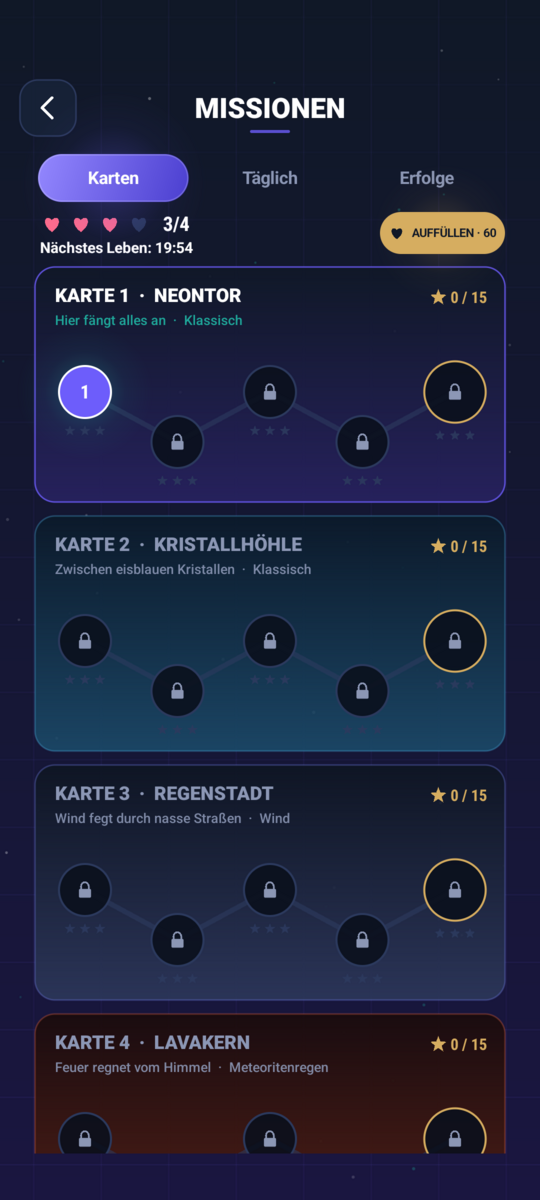 MISSIONEN
Karten
Täglich
Erfolge
3/4
AUFFÜLLEN · 60
Nächstes Leben: 19:54
KARTE 1 · NEONTOR
0 / 15
Hier fängt alles an · Klassisch
1
KARTE 2 · KRISTALLHÖHLE
0 / 15
Zwischen eisblauen Kristallen · Klassisch
KARTE 3 · REGENSTADT
0 / 15
Wind fegt durch nasse Straßen · Wind
KARTE 4 · LAVAKERN
0 / 15
Feuer regnet vom Himmel · Meteoritenregen